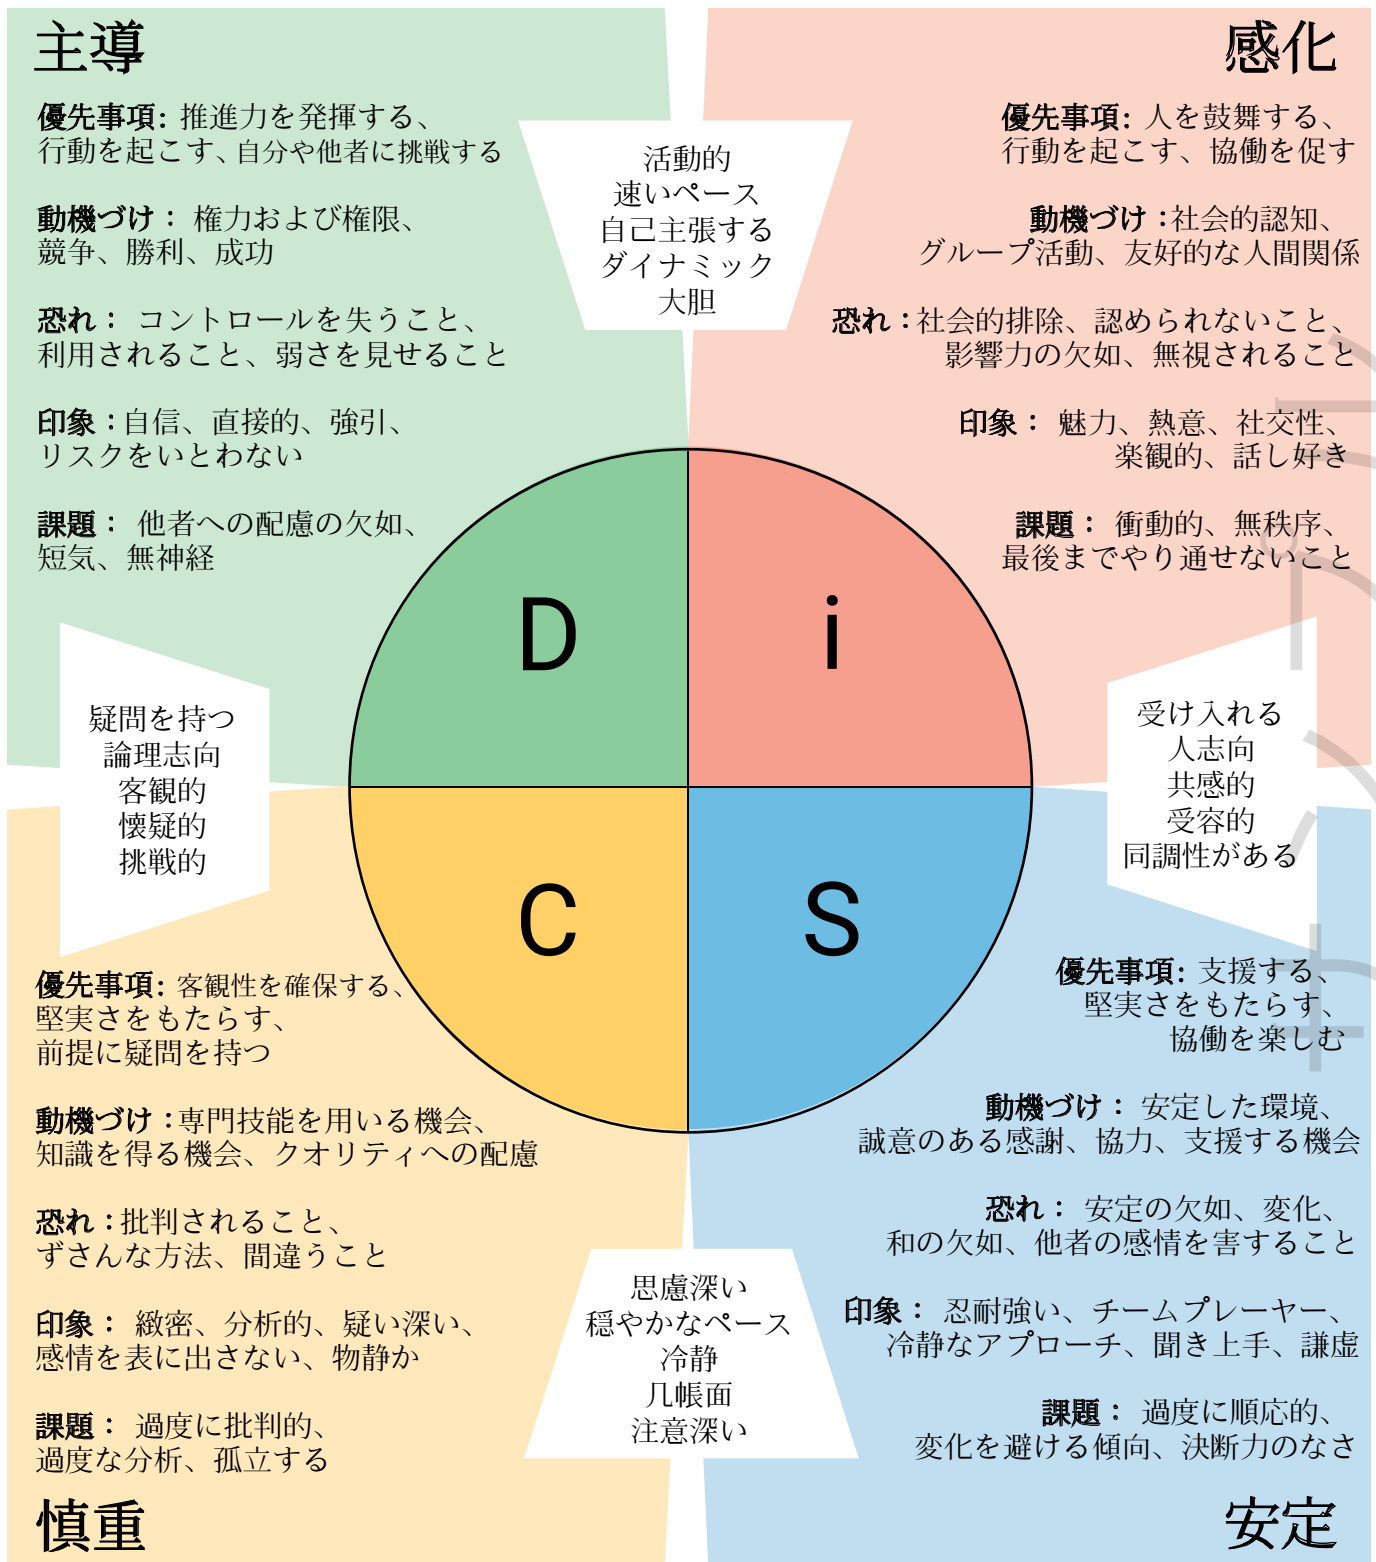 主導
優先事項: 推進力を発揮する、
行動を起こす、自分や他者に挑戦する
動機づけ： 権力および権限、
競争、勝利、成功
恐れ： コントロールを失うこと、
利用されること、弱さを見せること
印象：自信、直接的、強引、
リスクをいとわない
課題： 他者への配慮の欠如、
短気、無神経
活動的
速いペース
自己主張する
ダイナミック
大胆
感化
優先事項: 人を鼓舞する、
行動を起こす、協働を促す
動機づけ：社会的認知、
グループ活動、友好的な人間関係
恐れ：社会的排除、認められないこと、
影響力の欠如、無視されること
印象： 魅力、熱意、社交性、
楽観的、話し好き
課題： 衝動的、無秩序、
最後までやり通せないこと
D
i
疑問を持つ
論理志向
客観的
懐疑的
挑戦的
受け入れる
人志向
共感的
受容的
同調性がある
C
S
優先事項: 客観性を確保する、
堅実さをもたらす、
前提に疑問を持つ
動機づけ：専門技能を用いる機会、
知識を得る機会、クオリティへの配慮
恐れ：批判されること、
ずさんな方法、間違うこと
印象： 緻密、分析的、疑い深い、
感情を表に出さない、物静か
課題： 過度に批判的、
過度な分析、孤立する
慎重
思慮深い
穏やかなペース
冷静
几帳面
注意深い
優先事項: 支援する、
堅実さをもたらす、
協働を楽しむ
動機づけ： 安定した環境、
誠意のある感謝、協力、支援する機会
恐れ： 安定の欠如、変化、
和の欠如、他者の感情を害すること
印象： 忍耐強い、チームプレーヤー、
冷静なアプローチ、聞き上手、謙虚
課題： 過度に順応的、
変化を避ける傾向、決断力のなさ
安定
サンプル